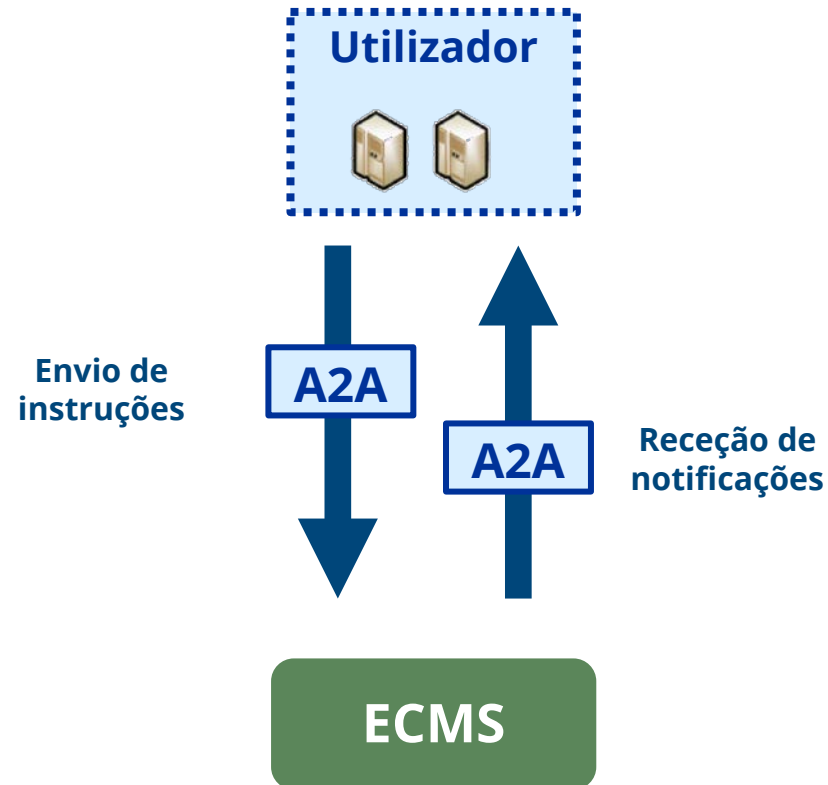 Utilizador
Envio de
instruções
A2A
A2A
Receção de
notificações
ECMS